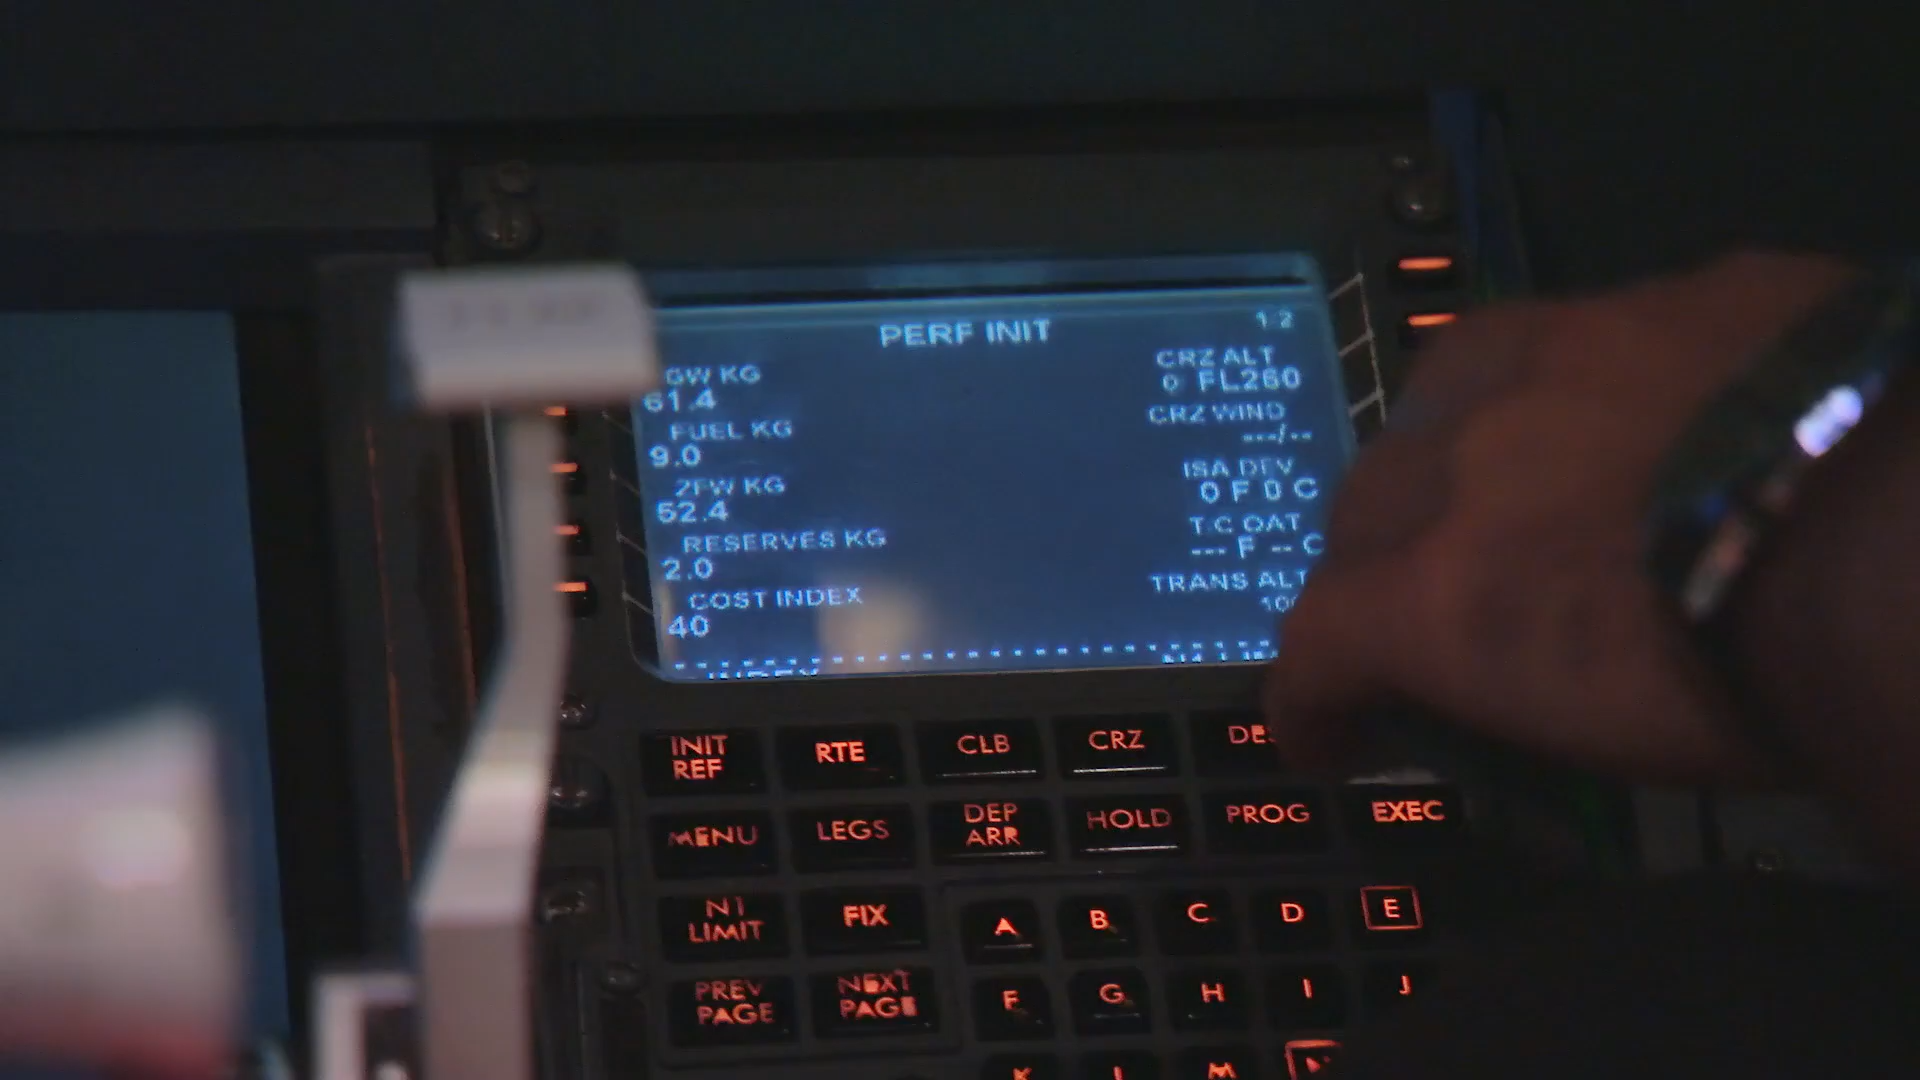 PERF INIT
1 2
GW KG
61.4
CRZ ALT
0 FL260
FUEL KG
9.0
CRZ WIND
---/--
2FW KG
52.4
ISA DEV
0 F 0 C
RESERVES KG
2.0
T.C OAT
--- F -- C
COST INDEX
40
TRANS ALT
INDEX
INIT REF
RTE
CLB
CRZ
MENU
LEGS
DEP ARR
HOLD
PROG
EXEC
N1 LIMIT
FIX
A
B
C
D
E
PREV PAGE
NEXT PAGE
F
G
H
I
J
K
L
M